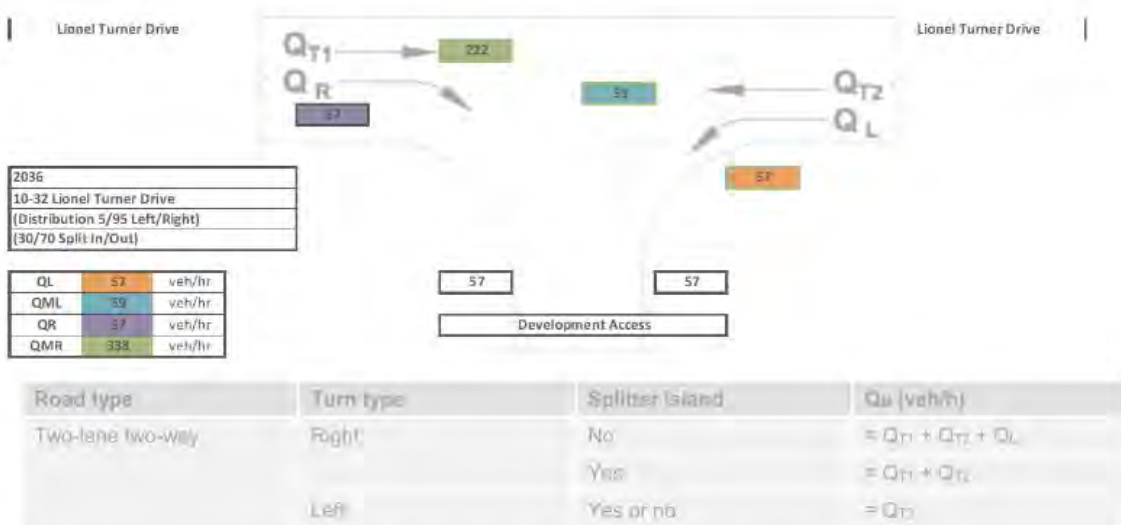 Lionel Turner Drive
Lionel Turner Drive
QT1 222
QR 59 QT2
57 QL
57
2036
10-32 Lionel Turner Drive
(Distribution 5/95 Left/Right)
(30/70 Split In/Out)
QL 57 veh/hr
QML 59 veh/hr
QR 57 veh/hr
QMR 338 veh/hr
57 57
Development Access
Road type Turn type Splitter island QM (veh/h)
Two-lane two-way Right No = QT1 + QT2 + QL
Yes = QT1 + QT2
Left Yes or no = QT2